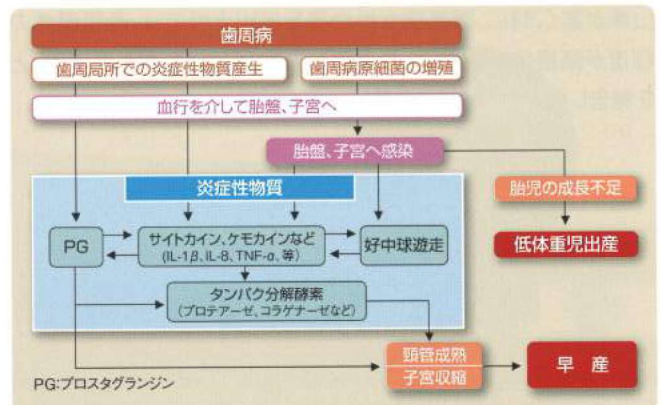 歯周病
歯周局所での炎症性物質産生
歯周病原細菌の増殖
血行を介して胎盤、子宮へ
胎盤、子宮へ感染
炎症性物質
胎児の成長不足
PG
サイトカイン、ケモカインなど
(IL-1β、IL-8、TNF-α、等)
好中球遊走
低体重児出産
タンパク分解酵素
(プロテアーゼ、コラゲナーゼなど)
頸管成熟
子宮収縮
早 産
PG:プロスタグランジン